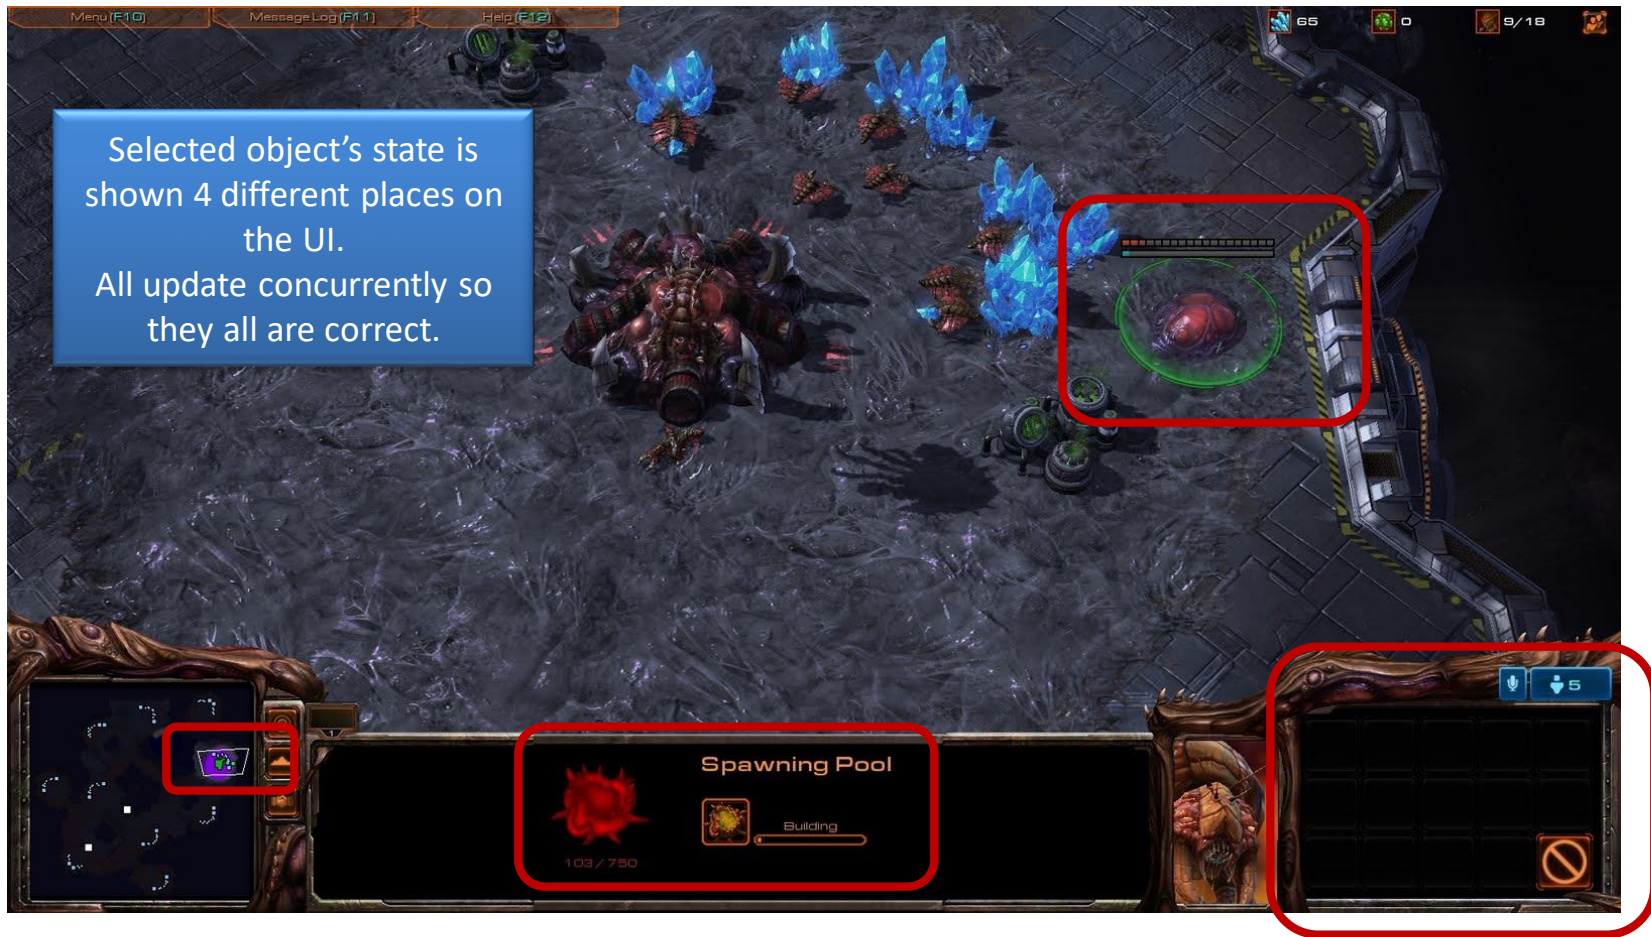 Menu (F10)
Message Log (F11)
Help (F12)
65
0
9/18
Selected object’s state is
shown 4 different places on
the UI.
All update concurrently so
they all are correct.
5
1
Spawning Pool
Building
103/750